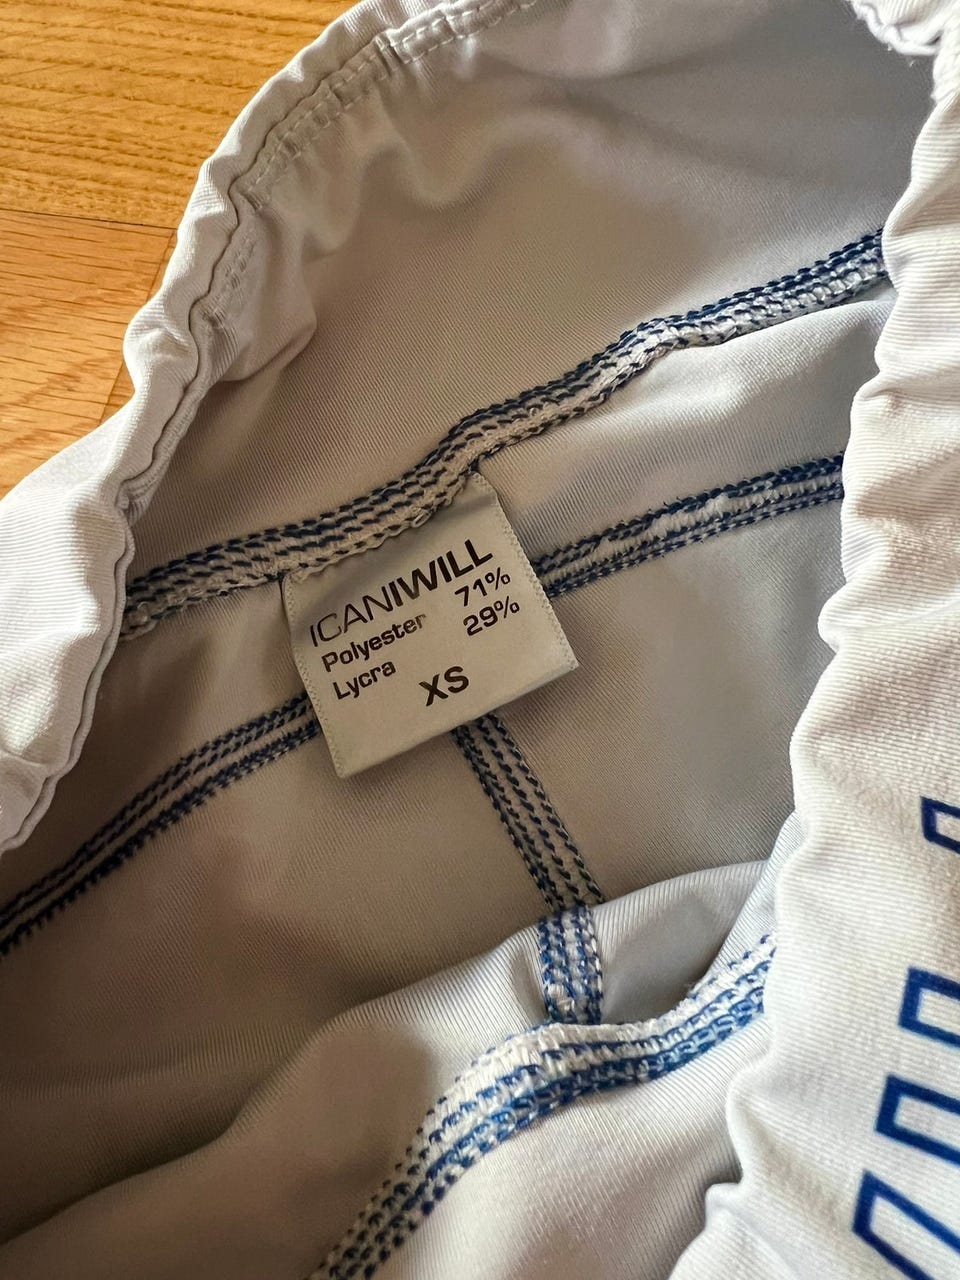 ICANIWILL
Polyester 71%
Lycra 29%
XS